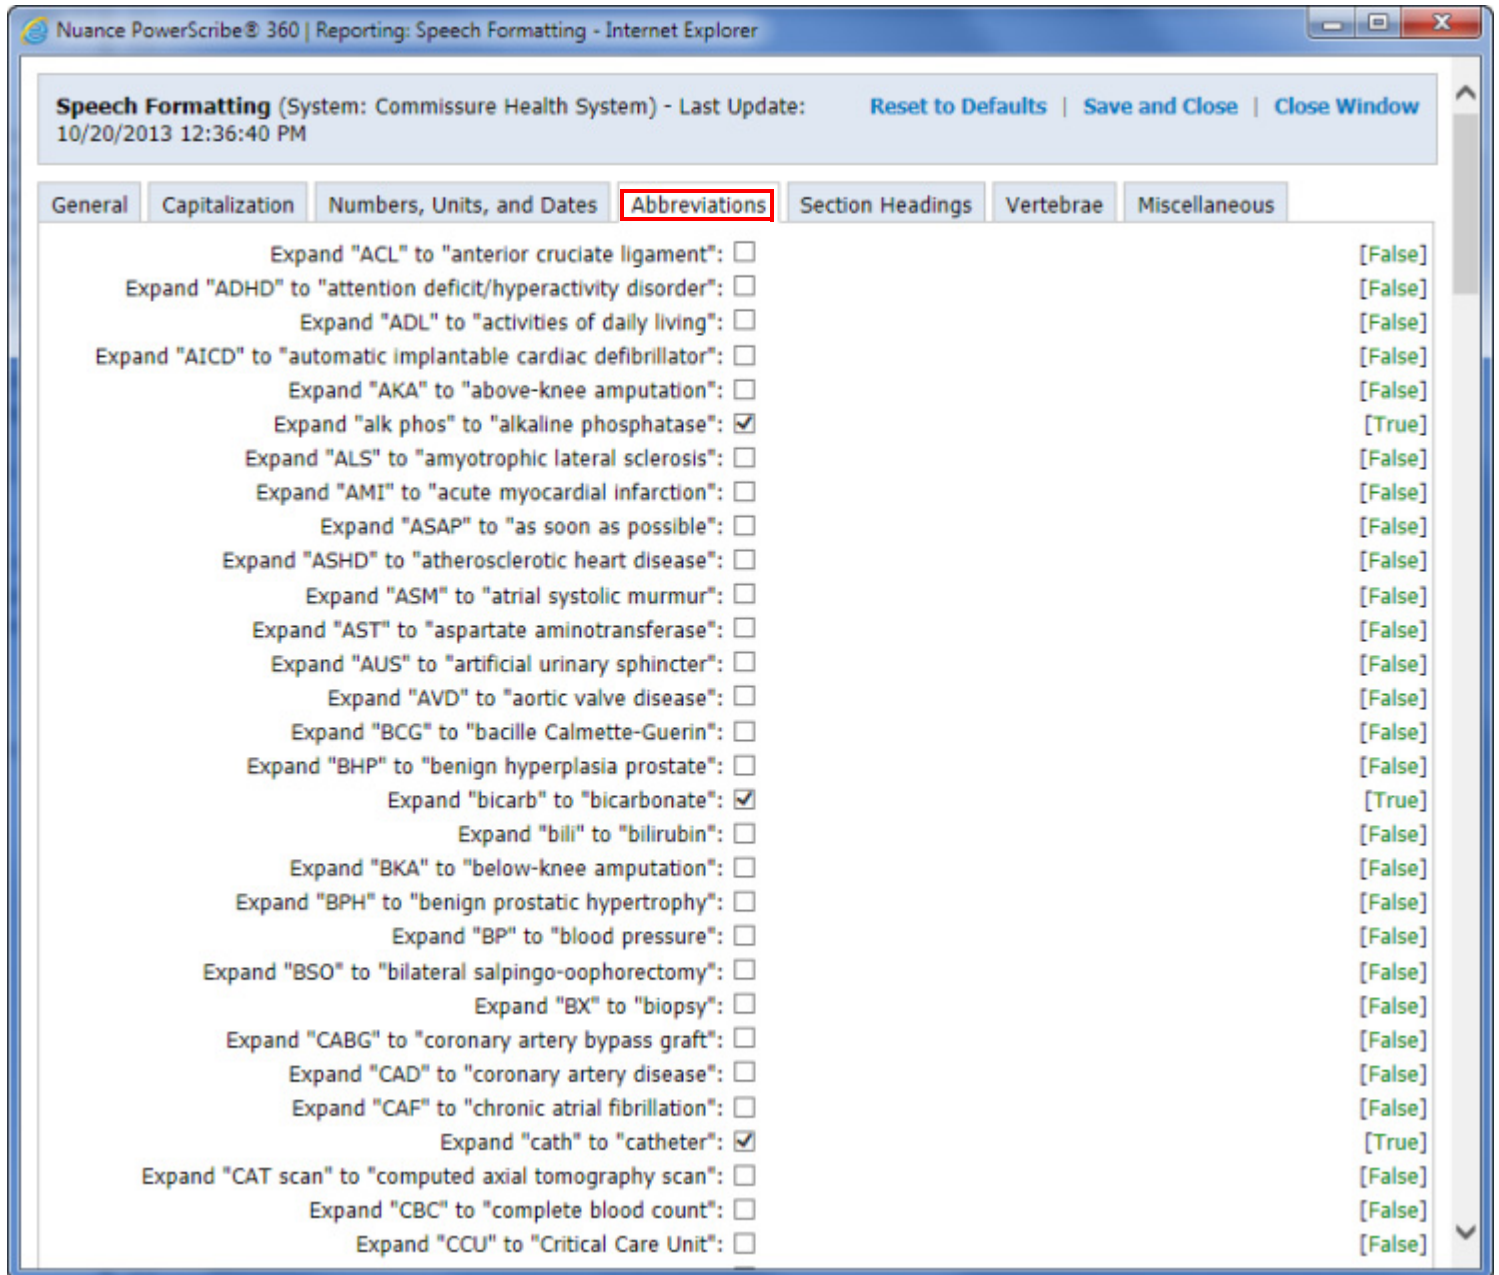 Nuance PowerScribe® 360 | Reporting: Speech Formatting - Internet Explorer
Speech Formatting (System: Commissure Health System) - Last Update: 10/20/2013 12:36:40 PM
Reset to Defaults | Save and Close | Close Window
General Capitalization Numbers, Units, and Dates Abbreviations Section Headings Vertebrae Miscellaneous
Expand "ACL" to "anterior cruciate ligament": [False]
Expand "ADHD" to "attention deficit/hyperactivity disorder": [False]
Expand "ADL" to "activities of daily living": [False]
Expand "AICD" to "automatic implantable cardiac defibrillator": [False]
Expand "AKA" to "above-knee amputation": [False]
Expand "alk phos" to "alkaline phosphatase": [True]
Expand "ALS" to "amyotrophic lateral sclerosis": [False]
Expand "AMI" to "acute myocardial infarction": [False]
Expand "ASAP" to "as soon as possible": [False]
Expand "ASHD" to "atherosclerotic heart disease": [False]
Expand "ASM" to "atrial systolic murmur": [False]
Expand "AST" to "aspartate aminotransferase": [False]
Expand "AUS" to "artificial urinary sphincter": [False]
Expand "AVD" to "aortic valve disease": [False]
Expand "BCG" to "bacille Calmette-Guerin": [False]
Expand "BHP" to "benign hyperplasia prostate": [False]
Expand "bicarb" to "bicarbonate": [True]
Expand "bili" to "bilirubin": [False]
Expand "BKA" to "below-knee amputation": [False]
Expand "BPH" to "benign prostatic hypertrophy": [False]
Expand "BP" to "blood pressure": [False]
Expand "BSO" to "bilateral salpingo-oophorectomy": [False]
Expand "BX" to "biopsy": [False]
Expand "CABG" to "coronary artery bypass graft": [False]
Expand "CAD" to "coronary artery disease": [False]
Expand "CAF" to "chronic atrial fibrillation": [False]
Expand "cath" to "catheter": [True]
Expand "CAT scan" to "computed axial tomography scan": [False]
Expand "CBC" to "complete blood count": [False]
Expand "CCU" to "Critical Care Unit": [False]